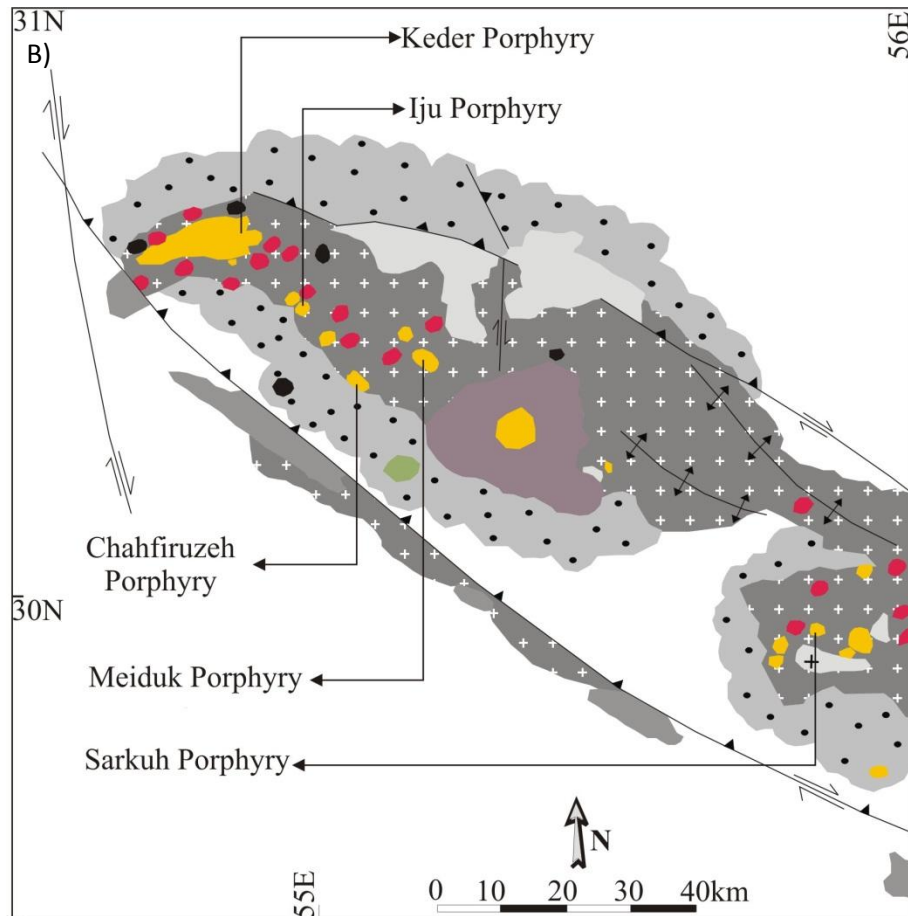 31N
56E
B)
Keder Porphyry
Iju Porphyry
Chahfiruzeh
Porphyry
30N
Meiduk Porphyry
Sarkuh Porphyry
N
55E
0 10 20 30 40km